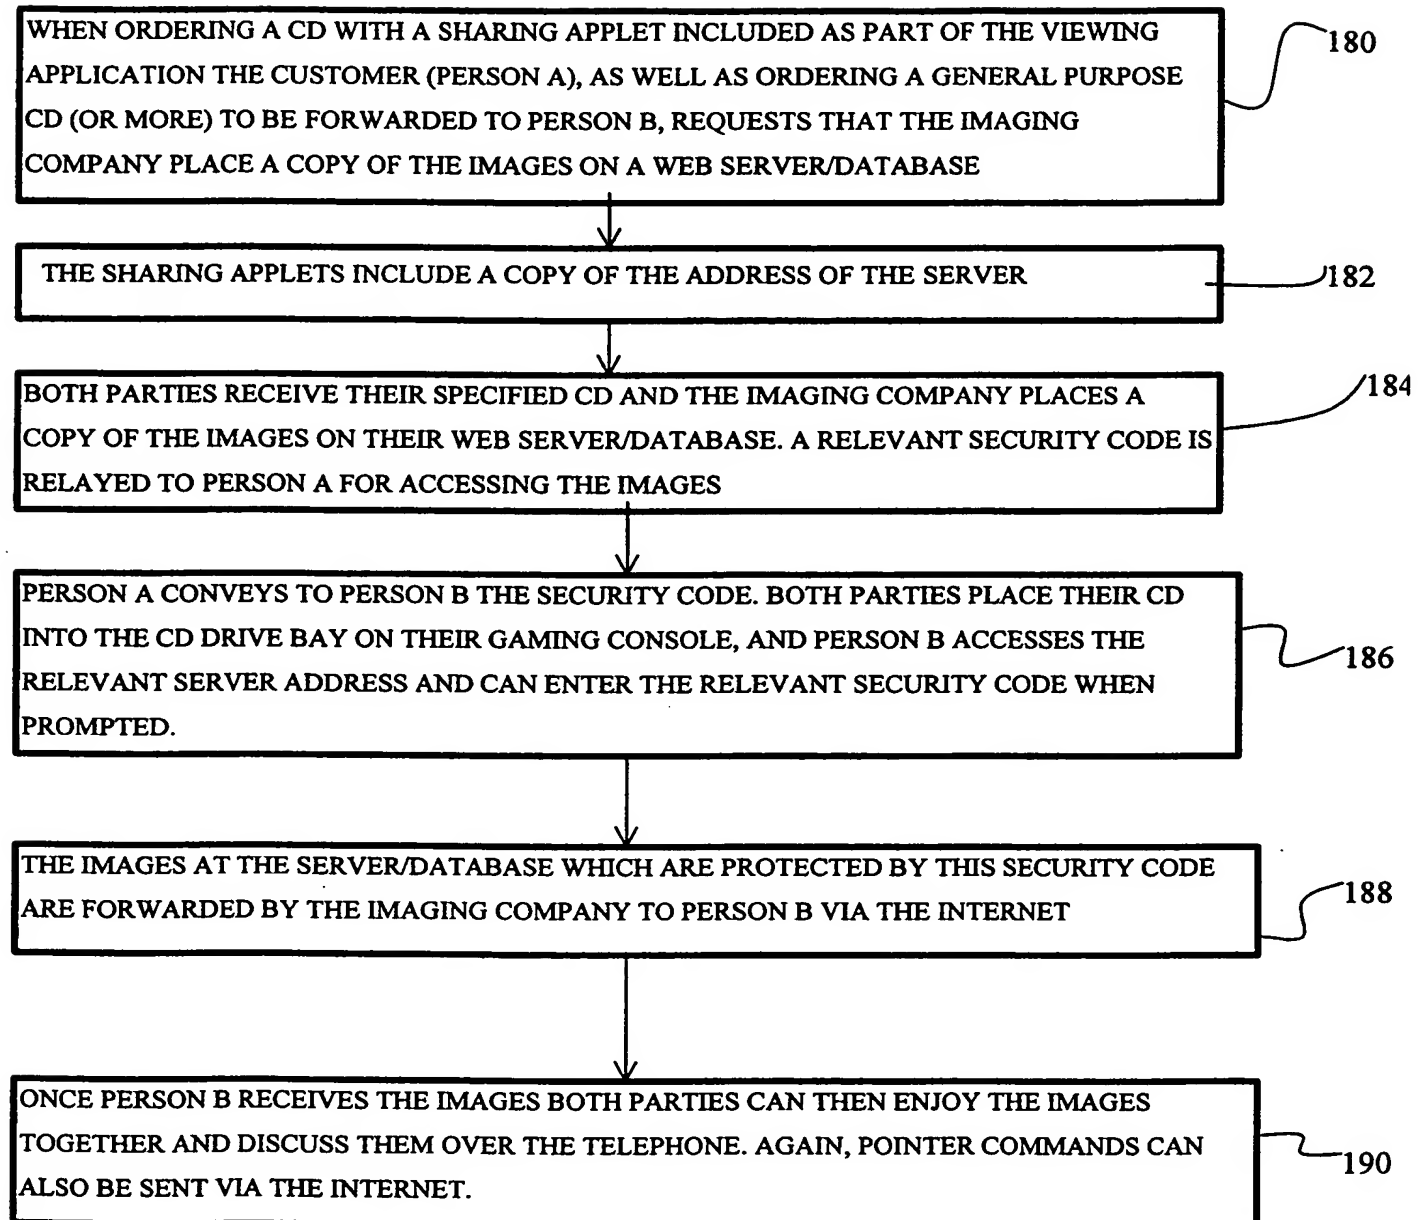 WHEN ORDERING A CD WITH A SHARING APPLET INCLUDED AS PART OF THE VIEWING
APPLICATION THE CUSTOMER (PERSON A), AS WELL AS ORDERING A GENERAL PURPOSE
CD (OR MORE) TO BE FORWARDED TO PERSON B, REQUESTS THAT THE IMAGING
COMPANY PLACE A COPY OF THE IMAGES ON A WEB SERVER/DATABASE
180
THE SHARING APPLETS INCLUDE A COPY OF THE ADDRESS OF THE SERVER
182
BOTH PARTIES RECEIVE THEIR SPECIFIED CD AND THE IMAGING COMPANY PLACES A
COPY OF THE IMAGES ON THEIR WEB SERVER/DATABASE. A RELEVANT SECURITY CODE IS
RELAYED TO PERSON A FOR ACCESSING THE IMAGES
184
PERSON A CONVEYS TO PERSON B THE SECURITY CODE. BOTH PARTIES PLACE THEIR CD
INTO THE CD DRIVE BAY ON THEIR GAMING CONSOLE, AND PERSON B ACCESSES THE
RELEVANT SERVER ADDRESS AND CAN ENTER THE RELEVANT SECURITY CODE WHEN
PROMPTED.
186
THE IMAGES AT THE SERVER/DATABASE WHICH ARE PROTECTED BY THIS SECURITY CODE
ARE FORWARDED BY THE IMAGING COMPANY TO PERSON B VIA THE INTERNET
188
ONCE PERSON B RECEIVES THE IMAGES BOTH PARTIES CAN THEN ENJOY THE IMAGES
TOGETHER AND DISCUSS THEM OVER THE TELEPHONE. AGAIN, POINTER COMMANDS CAN
ALSO BE SENT VIA THE INTERNET.
190